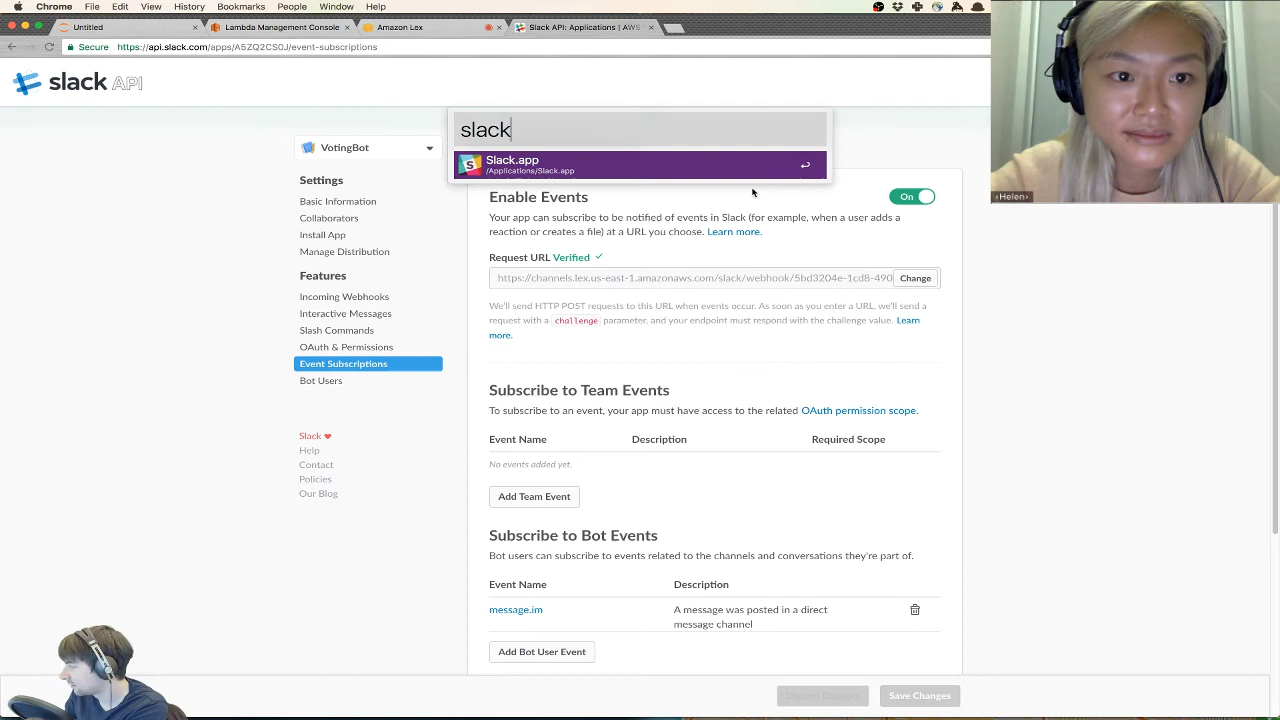 Chrome File Edit View History Bookmarks People Window Help
Untitled
Lambda Management Console
Amazon Lex
Slack API: Applications | AWS
Secure
https://api.slack.com/apps/A5ZQ2CS0J/event-subscriptions
slack API
slack
Slack.app
/Applications/Slack.app
VotingBot
Settings
Basic Information
Collaborators
Install App
Manage Distribution
Features
Incoming Webhooks
Interactive Messages
Slash Commands
OAuth & Permissions
Event Subscriptions
Bot Users
Slack
Help
Contact
Policies
Our Blog
Enable Events
On
Your app can subscribe to be notified of events in Slack (for example, when a user adds a
reaction or creates a file) at a URL you choose. Learn more.
Request URL Verified
https://channels.lex.us-east-1.amazonaws.com/slack/webhook/5bd3204e-1cd8-490
Change
We'll send HTTP POST requests to this URL when events occur. As soon as you enter a URL, we'll send a
request with a challenge parameter, and your endpoint must respond with the challenge value. Learn
more.
Subscribe to Team Events
To subscribe to an event, your app must have access to the related OAuth permission scope.
Event Name Description Required Scope
No events added yet.
Add Team Event
Subscribe to Bot Events
Bot users can subscribe to events related to the channels and conversations they're part of.
Event Name Description
message.im A message was posted in a direct
message channel
Add Bot User Event
Discard Changes
Save Changes
‹Helen›